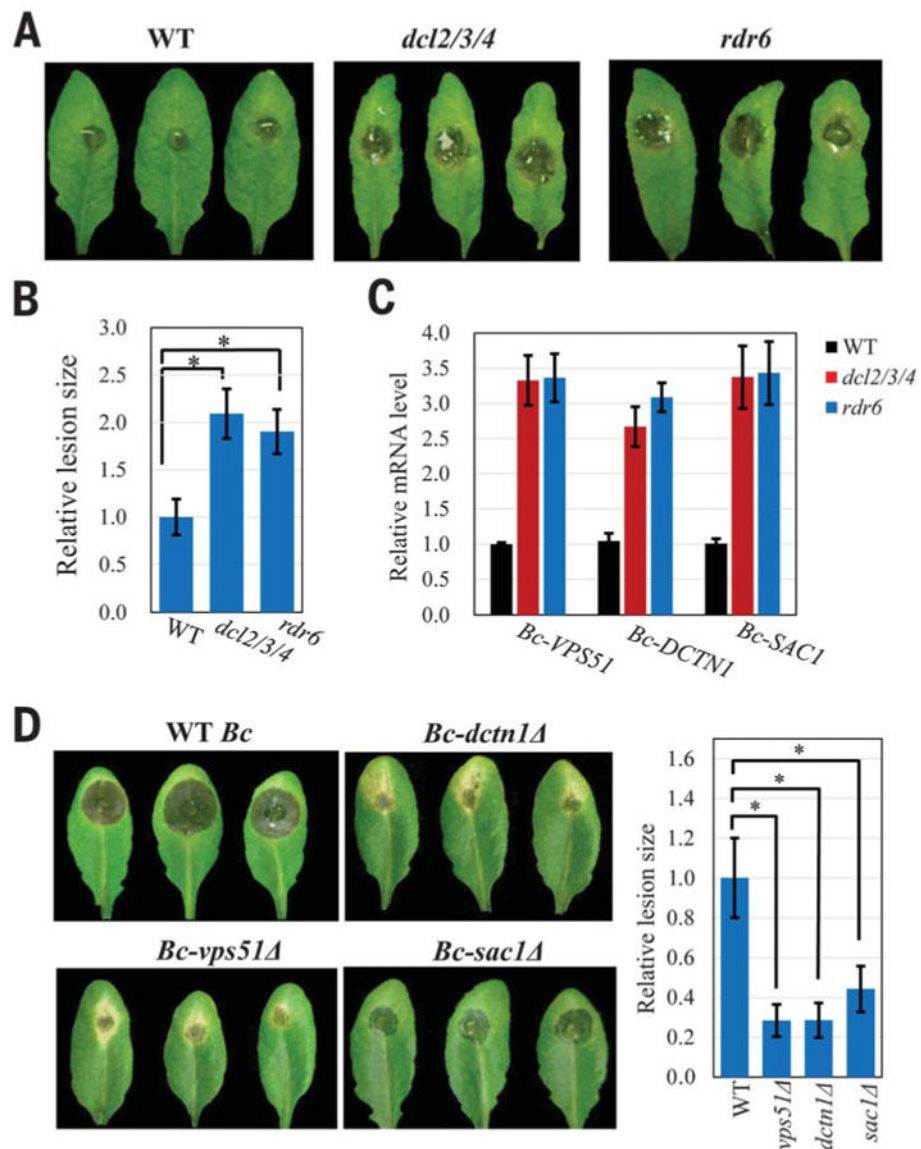 A
WT
dcl2/3/4
rdr6
B
Relative lesion size
3.0
2.5
2.0
1.5
1.0
0.5
0.0
*
*
WT
dcl2/3/4
rdr6
C
Relative mRNA level
4.0
3.5
3.0
2.5
2.0
1.5
1.0
0.5
0.0
Bc-VPS51
Bc-DCTN1
Bc-SAC1
WT
dcl2/3/4
rdr6
D
WT Bc
Bc-dctn1Δ
Bc-vps51Δ
Bc-sac1Δ
Relative lesion size
1.6
1.4
1.2
1.0
0.8
0.6
0.4
0.2
0.0
*
*
*
WT
vps51Δ
dctn1Δ
sac1Δ